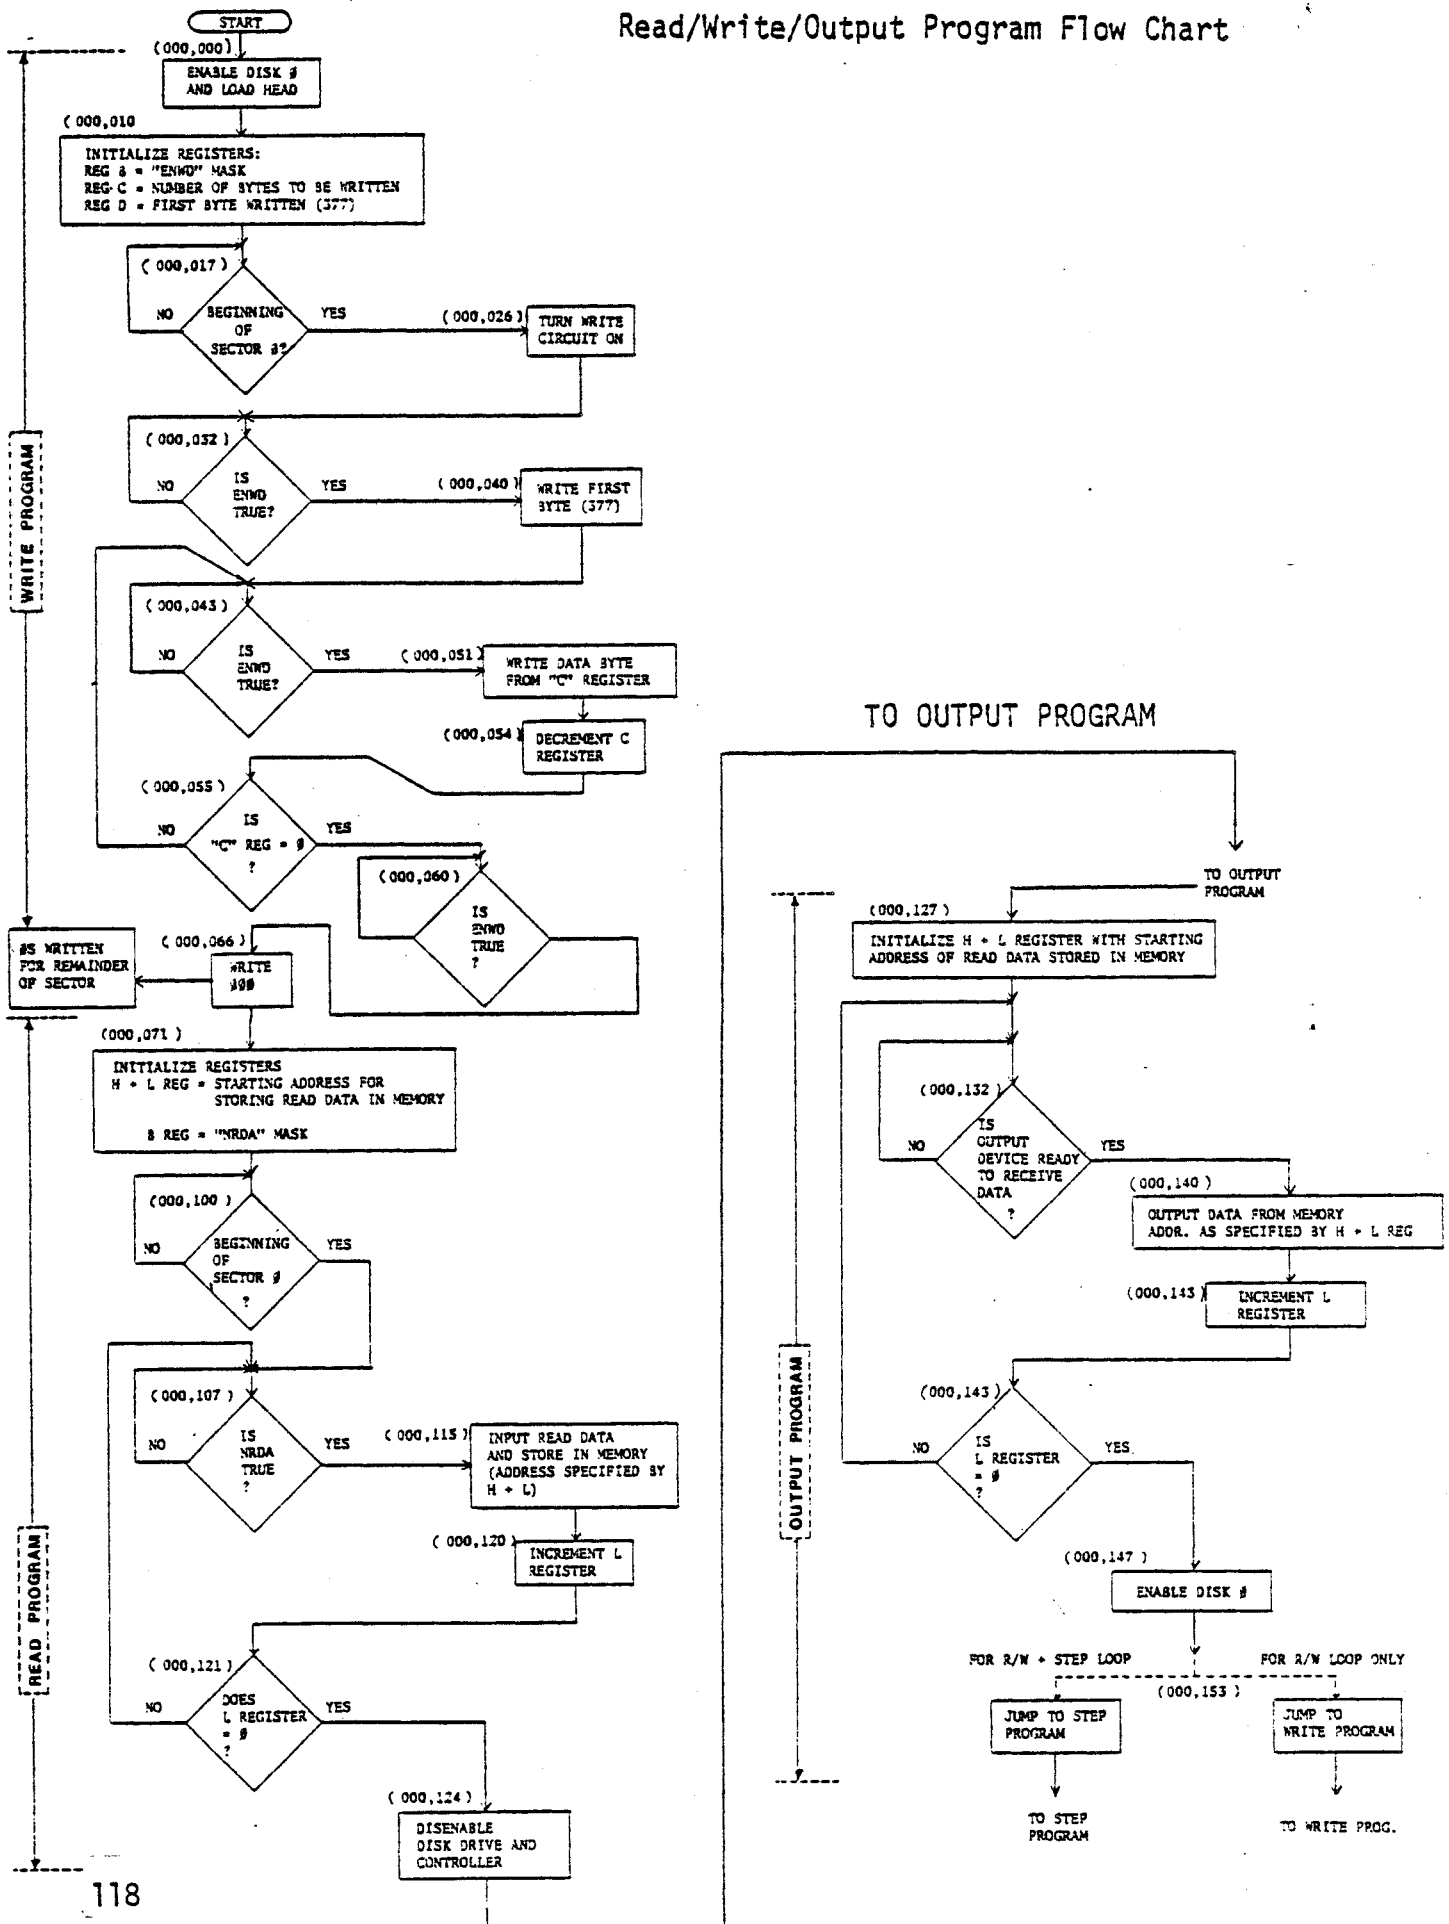 Read/Write/Output Program Flow Chart
START
(000,000)
ENABLE DISK Ø
AND LOAD HEAD
(000,010
INITIALIZE REGISTERS:
REG B = "ENWD" MASK
REG C = NUMBER OF BYTES TO BE WRITTEN
REG D = FIRST BYTE WRITTEN (377)
(000,017)
NO
BEGINNING
OF
SECTOR Ø?
YES
(000,026)
TURN WRITE
CIRCUIT ON
(000,032)
NO
IS
ENWD
TRUE?
YES
(000,040)
WRITE FIRST
BYTE (377)
WRITE PROGRAM
(000,043)
NO
IS
ENWD
TRUE?
YES
(000,051)
WRITE DATA BYTE
FROM "C" REGISTER
(000,054)
DECREMENT C
REGISTER
(000,055)
NO
IS
"C" REG = Ø
?
YES
(000,060)
IS
ENWD
TRUE
?
(000,066)
WRITE
ØØØ
ØS WRITTEN
FOR REMAINDER
OF SECTOR
(000,071)
INITIALIZE REGISTERS
H + L REG = STARTING ADDRESS FOR
STORING READ DATA IN MEMORY
B REG = "NRDA" MASK
(000,100)
NO
BEGINNING
OF
SECTOR Ø
?
YES
(000,107)
NO
IS
NRDA
TRUE
?
YES
(000,115)
INPUT READ DATA
AND STORE IN MEMORY
(ADDRESS SPECIFIED BY
H + L)
(000,120)
INCREMENT L
REGISTER
READ PROGRAM
(000,121)
NO
DOES
L REGISTER
= Ø
?
YES
(000,124)
DISENABLE
DISK DRIVE AND
CONTROLLER
118
TO OUTPUT PROGRAM
TO OUTPUT
PROGRAM
(000,127)
INITIALIZE H + L REGISTER WITH STARTING
ADDRESS OF READ DATA STORED IN MEMORY
(000,132)
NO
IS
OUTPUT
DEVICE READY
TO RECEIVE
DATA
?
YES
(000,140)
OUTPUT DATA FROM MEMORY
ADDR. AS SPECIFIED BY H + L REG
(000,143)
INCREMENT L
REGISTER
OUTPUT PROGRAM
(000,143)
NO
IS
L REGISTER
= Ø
?
YES
(000,147)
ENABLE DISK Ø
FOR R/W + STEP LOOP
FOR R/W LOOP ONLY
(000,153)
JUMP TO STEP
PROGRAM
JUMP TO
WRITE PROGRAM
TO STEP
PROGRAM
TO WRITE PROG.